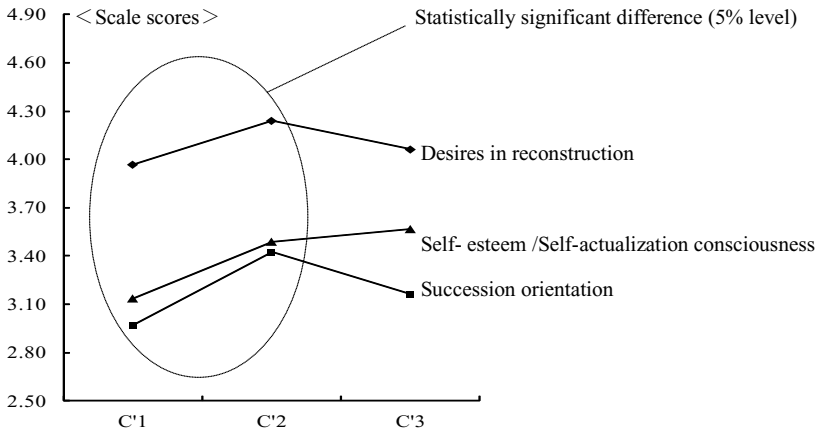 4.90
＜Scale scores＞
Statistically significant difference (5% level)
4.60
4.30
4.00
Desires in reconstruction
3.70
3.40
Self- esteem /Self-actualization consciousness
Succession orientation
3.10
2.80
2.50
C'1
C'2
C'3